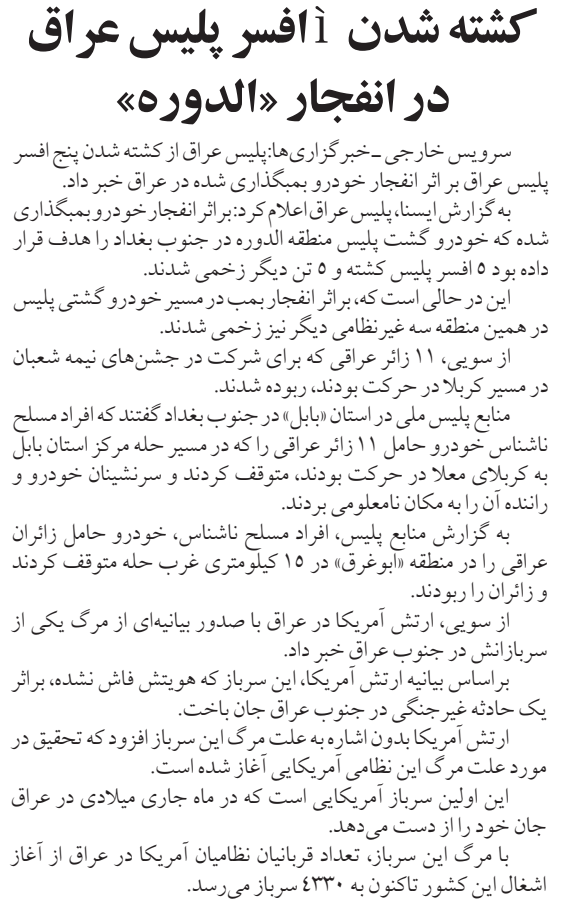 کشته شدن ì افسر پلیس عراق
در انفجار «الدوره»
سرویس خارجی ـ خبرگزاری‌ها: پلیس عراق از کشته شدن پنج افسر
پلیس عراق بر اثر انفجار خودرو بمبگذاری شده در عراق خبر داد.
به گزارش ایسنا، پلیس عراق اعلام کرد: براثر انفجار خودرو بمبگذاری
شده که خودرو گشت پلیس منطقه الدوره در جنوب بغداد را هدف قرار
داده بود ٥ افسر پلیس کشته و ٥ تن دیگر زخمی شدند.
این در حالی است که، براثر انفجار بمب در مسیر خودرو گشتی پلیس
در همین منطقه سه غیرنظامی دیگر نیز زخمی شدند.
از سویی، ١١ زائر عراقی که برای شرکت در جشن‌های نیمه شعبان
در مسیر کربلا در حرکت بودند، ربوده شدند.
منابع پلیس ملی در استان «بابل» در جنوب بغداد گفتند که افراد مسلح
ناشناس خودرو حامل ١١ زائر عراقی را که در مسیر حله مرکز استان بابل
به کربلای معلا در حرکت بودند، متوقف کردند و سرنشینان خودرو و
راننده آن را به مکان نامعلومی بردند.
به گزارش منابع پلیس، افراد مسلح ناشناس، خودرو حامل زائران
عراقی را در منطقه «ابوغرق» در ١٥ کیلومتری غرب حله متوقف کردند
و زائران را ربودند.
از سویی، ارتش آمریکا در عراق با صدور بیانیه‌ای از مرگ یکی از
سربازانش در جنوب عراق خبر داد.
براساس بیانیه ارتش آمریکا، این سرباز که هویتش فاش نشده، براثر
یک حادثه غیرجنگی در جنوب عراق جان باخت.
ارتش آمریکا بدون اشاره به علت مرگ این سرباز افزود که تحقیق در
مورد علت مرگ این نظامی آمریکایی آغاز شده است.
این اولین سرباز آمریکایی است که در ماه جاری میلادی در عراق
جان خود را از دست می‌دهد.
با مرگ این سرباز، تعداد قربانیان نظامیان آمریکا در عراق از آغاز
اشغال این کشور تاکنون به ٤٣٣٠ سرباز می‌رسد.